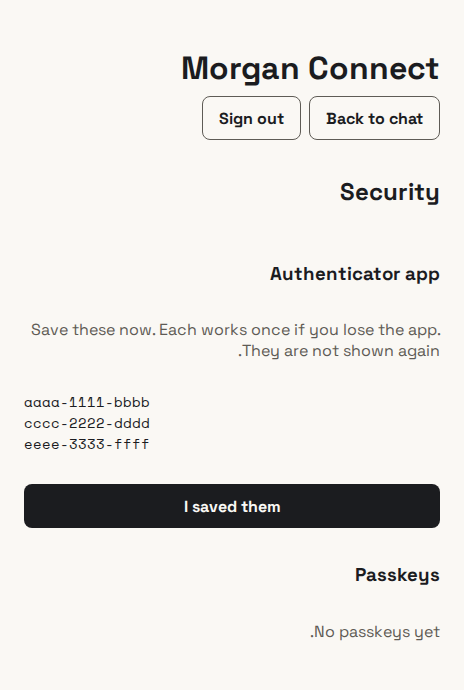 Morgan Connect
Back to chat
Sign out
Security
Authenticator app
Save these now. Each works once if you lose the app.
They are not shown again.
aaaa-1111-bbbb
cccc-2222-dddd
eeee-3333-ffff
I saved them
Passkeys
No passkeys yet.